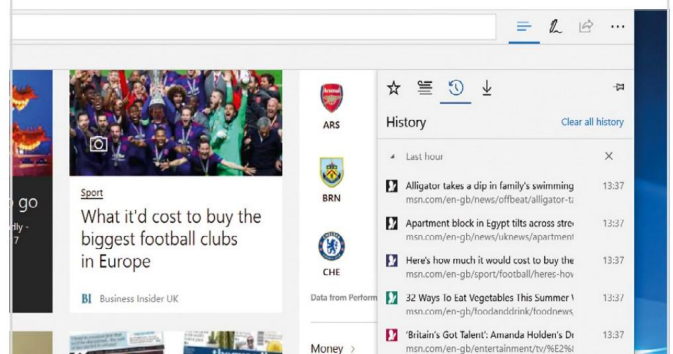 go
dly -
7
Sport
What it'd cost to buy the
biggest football clubs
in Europe
BI Business Insider UK
Arsenal
ARS
BRN
CHE
Data from Perform
Money >
History
Clear all history
Last hour
Alligator takes a dip in family's swimming 13:37
msn.com/en-gb/news/offbeat/alligator-ta
Apartment block in Egypt tilts across stre 13:37
msn.com/en-gb/news/uknews/apartment
Here's how much it would cost to buy the 13:37
msn.com/en-gb/sport/football/heres-how
32 Ways To Eat Vegetables This Summer 13:37
msn.com/en-gb/foodanddrink/foodnews,
'Britain's Got Talent': Amanda Holden's Dr 13:37
msn.com/en-gb/entertainment/tv/%E2%